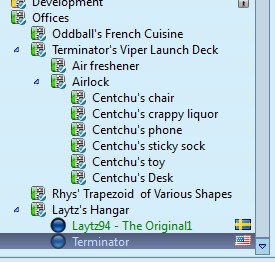 Development
Offices
Oddball's French Cuisine
Terminator's Viper Launch Deck
Air freshener
Airlock
Centchu's chair
Centchu's crappy liquor
Centchu's phone
Centchu's sticky sock
Centchu's toy
Centchu's Desk
Rhys' Trapezoid of Various Shapes
Laytz's Hangar
Laytz94 - The Original1
Terminator